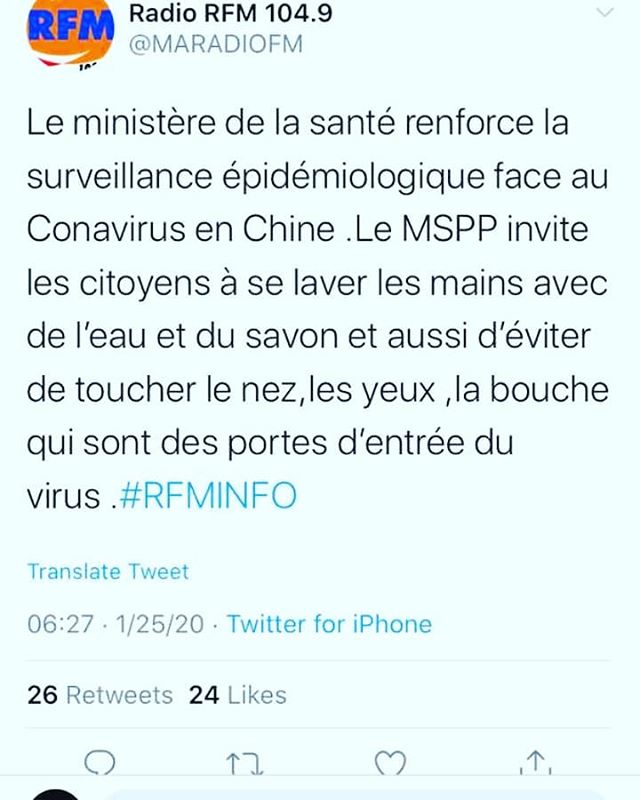 RFM
Radio RFM 104.9
@MARADIOFM
Le ministère de la santé renforce la
surveillance épidémiologique face au
Conavirus en Chine .Le MSPP invite
les citoyens à se laver les mains avec
de l'eau et du savon et aussi d'éviter
de toucher le nez,les yeux ,la bouche
qui sont des portes d'entrée du
virus .#RFMINFO
Translate Tweet
06:27 · 1/25/20 · Twitter for iPhone
26 Retweets 24 Likes